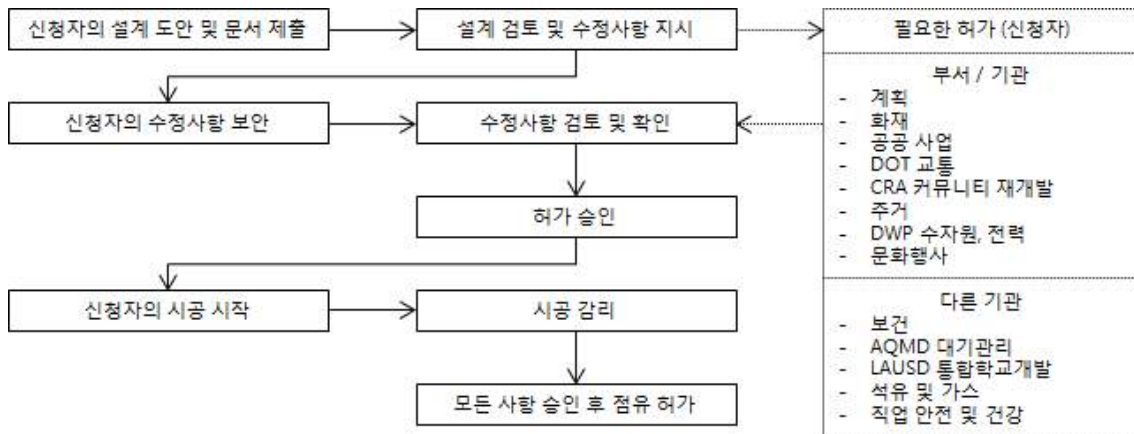 신청자의 설계 도안 및 문서 제출
설계 검토 및 수정사항 지시
필요한 허가 (신청자)
신청자의 수정사항 보안
수정사항 검토 및 확인
허가 승인
신청자의 시공 시작
시공 감리
모든 사항 승인 후 점유 허가
부서 / 기관
- 계획
- 화재
- 공공 사업
- DOT 교통
- CRA 커뮤니티 재개발
- 주거
- DWP 수자원, 전력
- 문화행사
다른 기관
- 보건
- AQMD 대기관리
- LAUSD 통합학교개발
- 석유 및 가스
- 직업 안전 및 건강